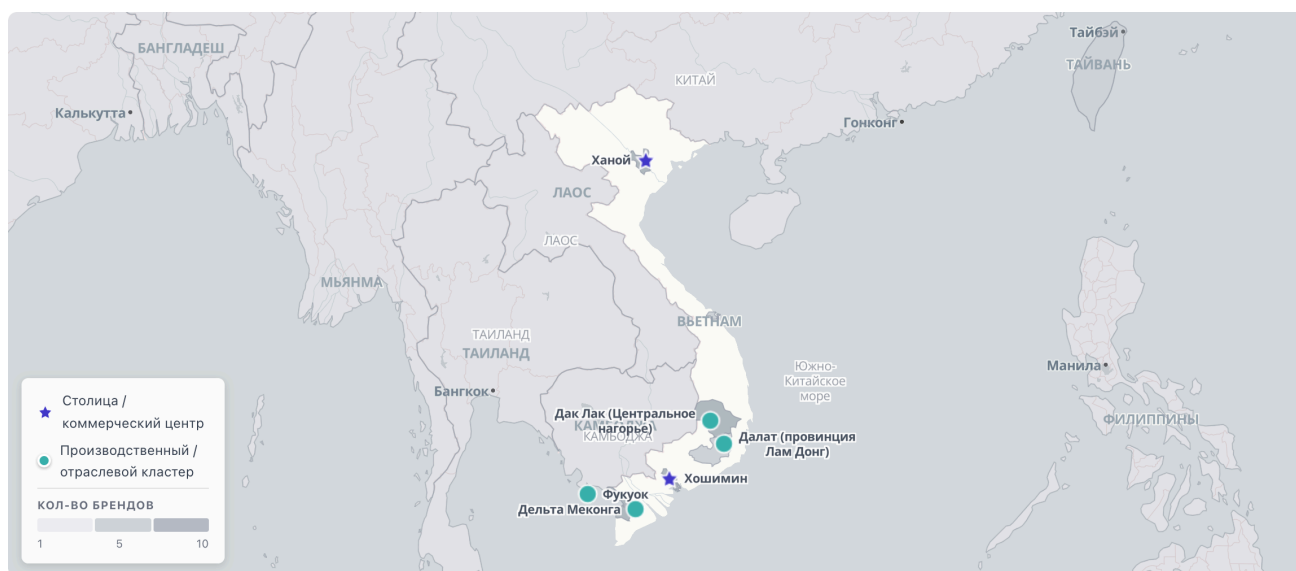 Тайбэй
БАНГЛАДЕШ
ТАЙВАНЬ
КИТАЙ
Калькутта
Гонконг
Ханой
ЛАОС
ЛАОС
МЬЯНМА
ВЬЕТНАМ
ТАИЛАНД
ТАИЛАНД
Южно-
Китайское
море
Манила
Бангкок
ФИЛИППИНЫ
Дак Лак (Центральное
нагорье)
КАМБОДЖА
КАМБОДЖА
Далат (провинция
Лам Донг)
Хошимин
Фукуок
Дельта Меконга
Столица /
коммерческий центр
Производственный /
отраслевой кластер
КОЛ-ВО БРЕНДОВ
1 5 10